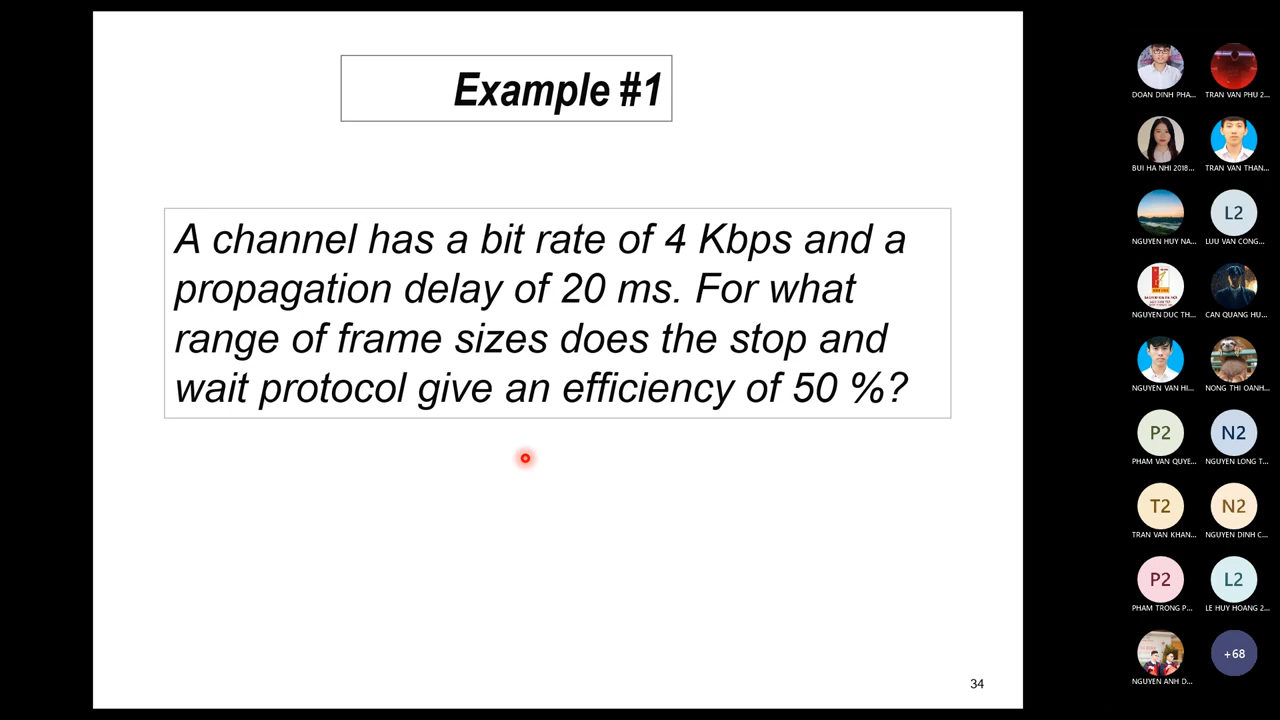 Example #1
A channel has a bit rate of 4 Kbps and a
propagation delay of 20 ms. For what
range of frame sizes does the stop and
wait protocol give an efficiency of 50 %?
34
DOAN DINH PHA...
TRAN VAN PHU 2...
BUI HA NHI 2018...
TRAN VAN THAN...
NGUYEN HUY NA...
L2
LUU VAN CONG...
NGUYEN DUC TH...
CAN QUANG HU...
NGUYEN VAN HI...
NONG THI OANH...
P2
PHAM VAN QUYE...
N2
NGUYEN LONG T...
T2
TRAN VAN KHAN...
N2
NGUYEN DINH C...
P2
PHAM TRONG P...
L2
LE HUY HOANG 2...
NGUYEN ANH D...
+68